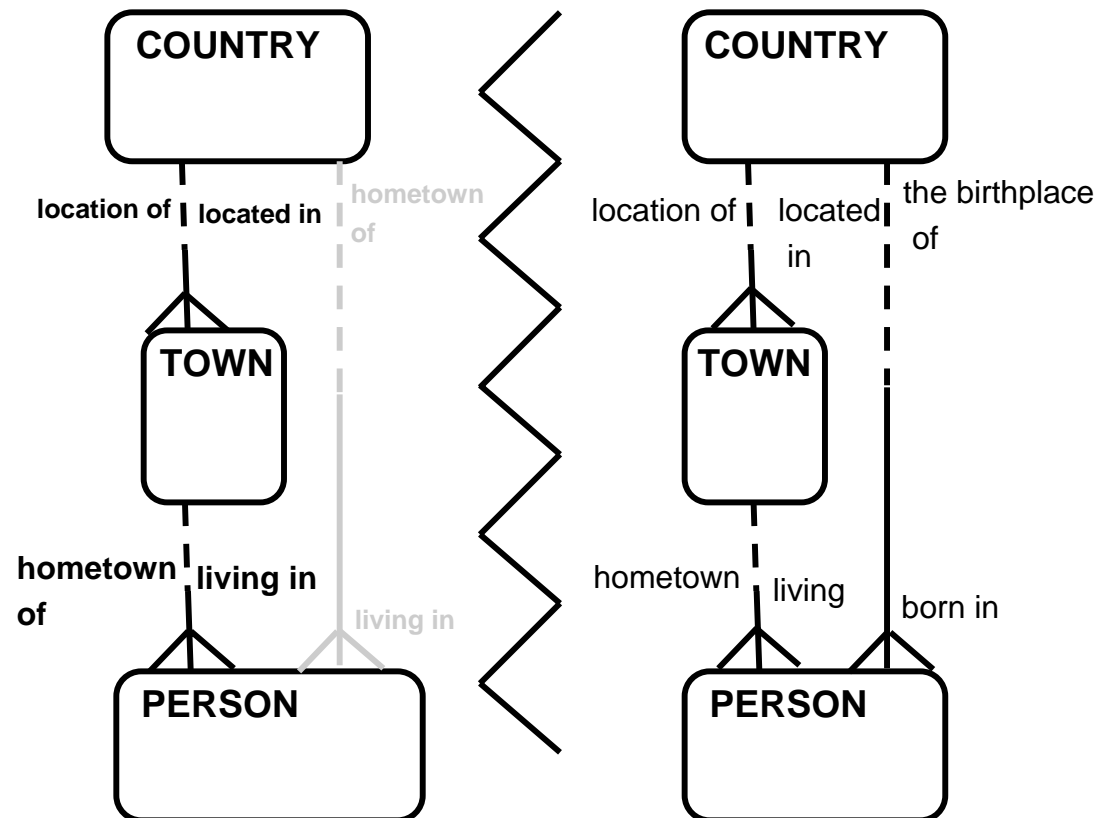 COUNTRY
location of
located in
hometown
of
TOWN
hometown
of
living in
living in
PERSON
COUNTRY
location of
located
in
the birthplace
of
TOWN
hometown
living
born in
PERSON